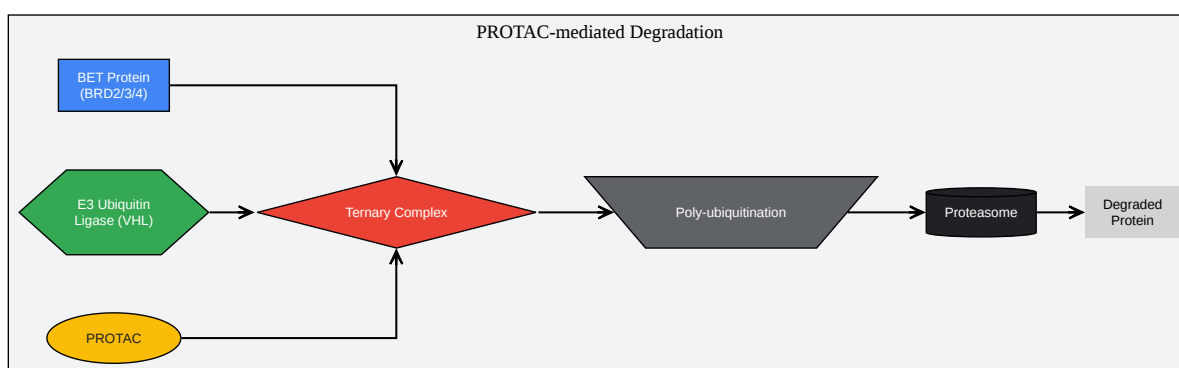 PROTAC-mediated Degradation
BET Protein
(BRD2/3/4)
E3 Ubiquitin
Ligase (VHL)
Ternary Complex
Poly-ubiquitination
Proteasome
Degraded
Protein
PROTAC